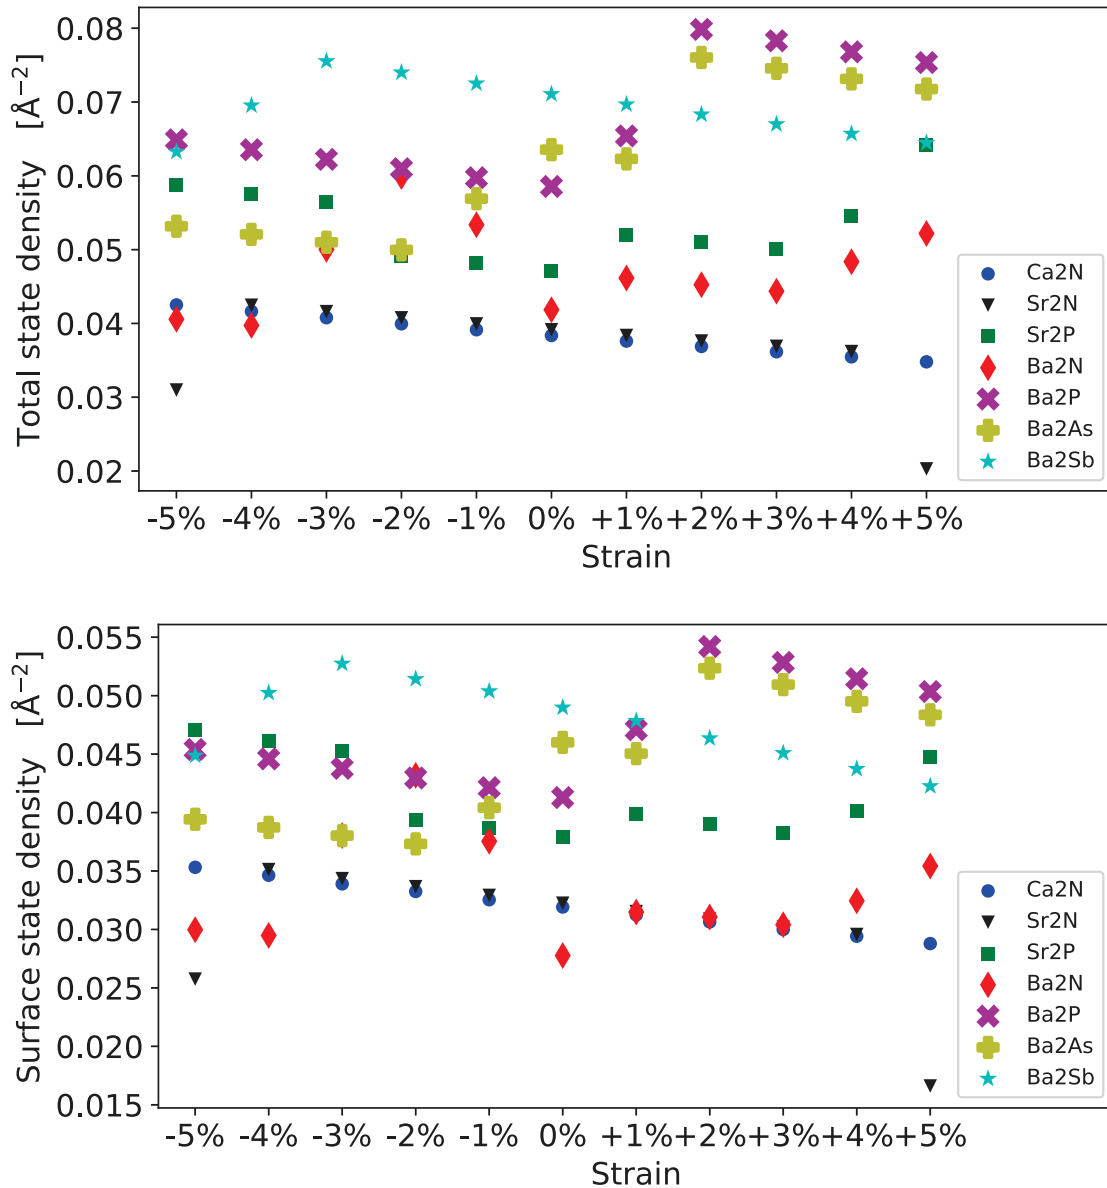 Total state density [Å⁻²]
0.08
0.07
0.06
0.05
0.04
0.03
0.02
Ca2N
Sr2N
Sr2P
Ba2N
Ba2P
Ba2As
Ba2Sb
-5% -4% -3% -2% -1% 0% +1% +2% +3% +4% +5%
Strain
Surface state density [Å⁻²]
0.055
0.050
0.045
0.040
0.035
0.030
0.025
0.020
0.015
Ca2N
Sr2N
Sr2P
Ba2N
Ba2P
Ba2As
Ba2Sb
-5% -4% -3% -2% -1% 0% +1% +2% +3% +4% +5%
Strain